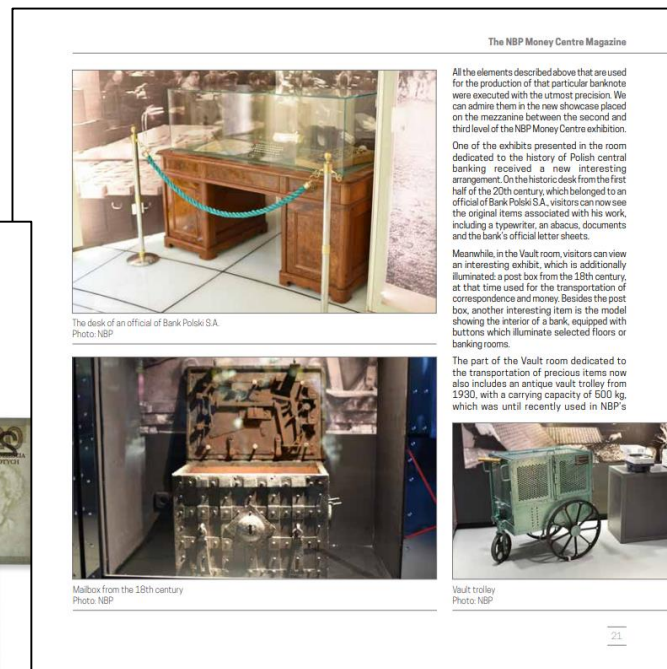 The NBP Money Centre Magazine
All the elements described above that are used
for the production of that particular banknote
were executed with the utmost precision. We
can admire them in the new showcase placed
on the mezzanine between the second and
third level of the NBP Money Centre exhibition.
One of the exhibits presented in the room
dedicated to the history of Polish central
banking received a new interesting
arrangement. On the historic desk from the first
half of the 20th century, which belonged to an
official of Bank Polski S.A., visitors can now see
the original items associated with his work,
including a typewriter, an abacus, documents
and the bank's official letter sheets.
Meanwhile, in the Vault room, visitors can view
an interesting exhibit, which is additionally
illuminated: a post box from the 18th century,
at that time used for the transportation of
correspondence and money. Besides the post
box, another interesting item is the model
showing the interior of a bank, equipped with
buttons which illuminate selected floors or
banking rooms.
The part of the Vault room dedicated to
the transportation of precious items now
also includes an antique vault trolley from
1930, with a carrying capacity of 500 kg,
which was until recently used in NBP's
The desk of an official of Bank Polski S.A.
Photo: NBP
Mailbox from the 18th century
Photo: NBP
Vault trolley
Photo: NBP
21